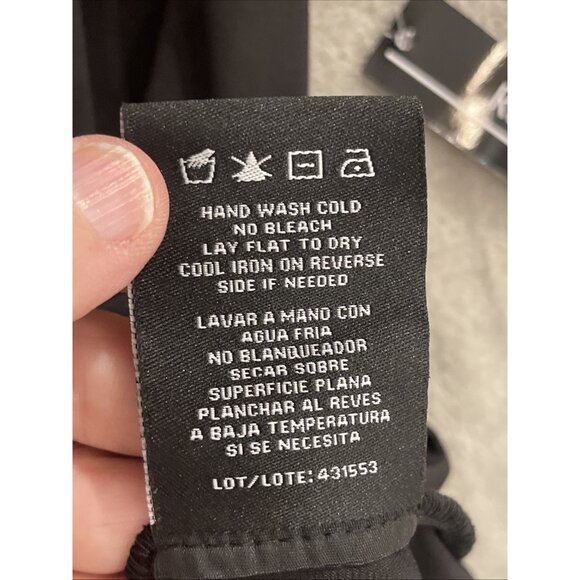 HAND WASH COLD
NO BLEACH
LAY FLAT TO DRY
COOL IRON ON REVERSE
SIDE IF NEEDED
LAVAR A MANO CON
AGUA FRIA
NO BLANQUEADOR
SECAR SOBRE
SUPERFICIE PLANA
PLANCHAR AL REVES
A BAJA TEMPERATURA
SI SE NECESITA
LOT/LOTE: 431553